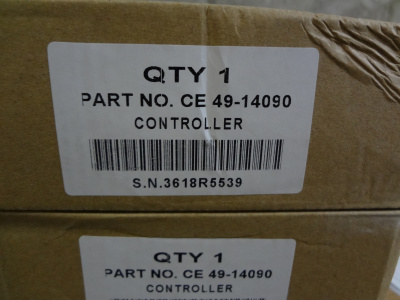 QTY 1
PART NO. CE 49-14090
CONTROLLER
S.N.3618R5539
QTY 1
PART NO. CE 49-14090
CONTROLLER